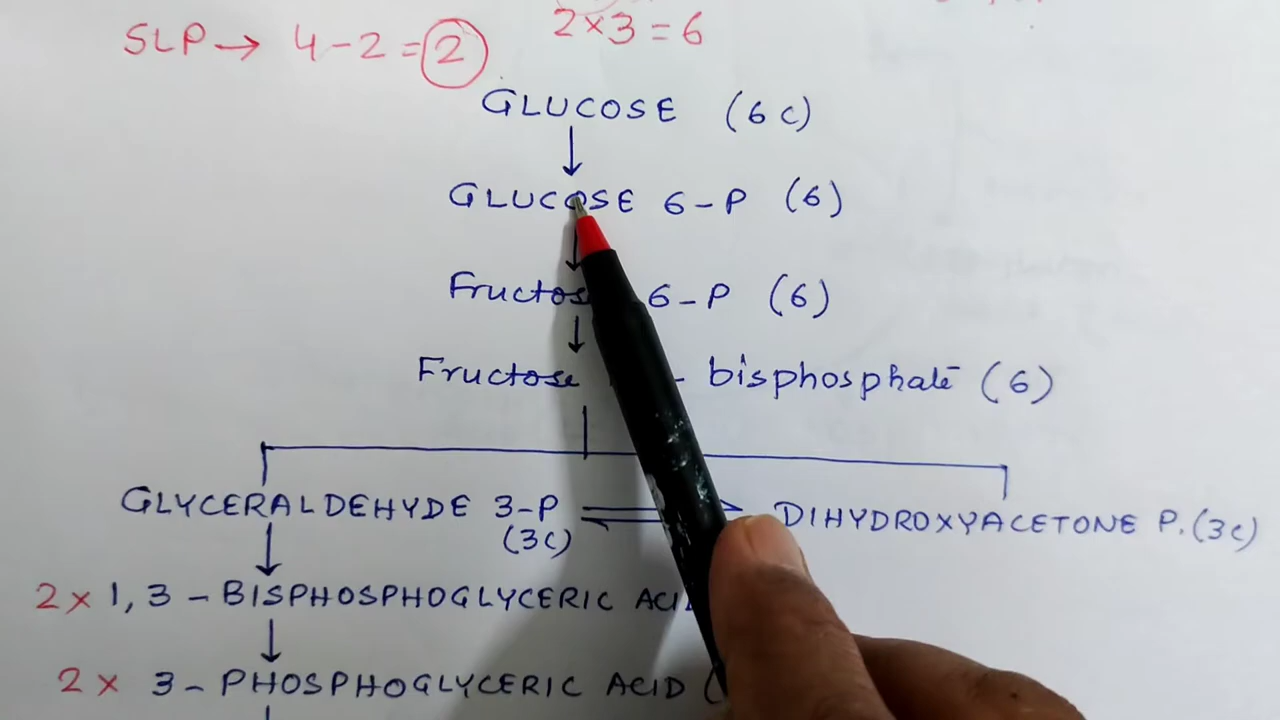 SLP → 4-2=2 2×3=6
GLUCOSE (6C)
GLUCOSE 6-P (6)
Fructose 6-P (6)
Fructose - bisphosphate (6)
GLYCERALDEHYDE 3-P ⇌ DIHYDROXYACETONE P. (3C)
(3C)
2× 1,3 - BISPHOSPHOGLYCERIC ACID
2× 3- PHOSPHOGLYCERIC ACID (